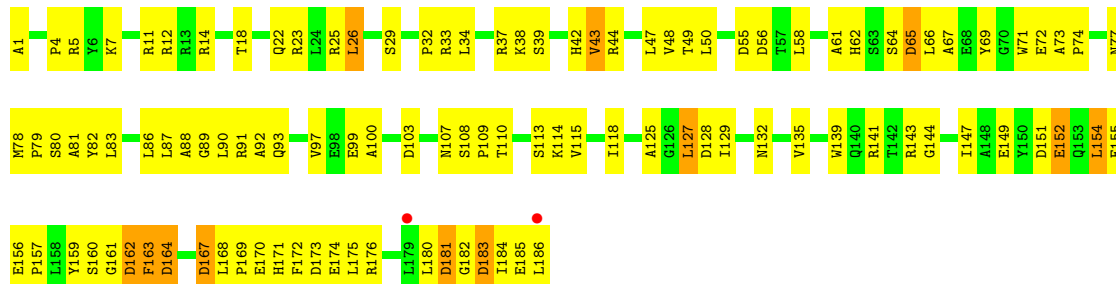 A1 P4 R5 Y6 K7 R11 R12 R13 R14 T18 Q22 R23 L24 R25 L26 S29 P32 R33 L34 R37 K38 S39 H42 V43 R44 L47 V48 T49 L50 D55 D56 T57 L58 A61 H62 S63 S64 D65 L66 A67 E68 Y69 G70 W71 E72 A73 P74 N77
M78 P79 S80 A81 Y82 L83 L86 L87 A88 G89 L90 R91 A92 Q93 V97 E98 E99 A100 D103 N107 S108 P109 T110 S113 K114 V115 I118 A125 G126 L127 D128 I129 N132 V135 W139 Q140 R141 T142 R143 G144 I147 A148 E149 Y150 D151 E152 Q153 L154
E156 P157 L158 Y159 S160 G161 D162 F163 D164 D167 L168 P169 E170 H171 F172 D173 E174 L175 R176 L179 L180 D181 G182 D183 I184 E185 L186